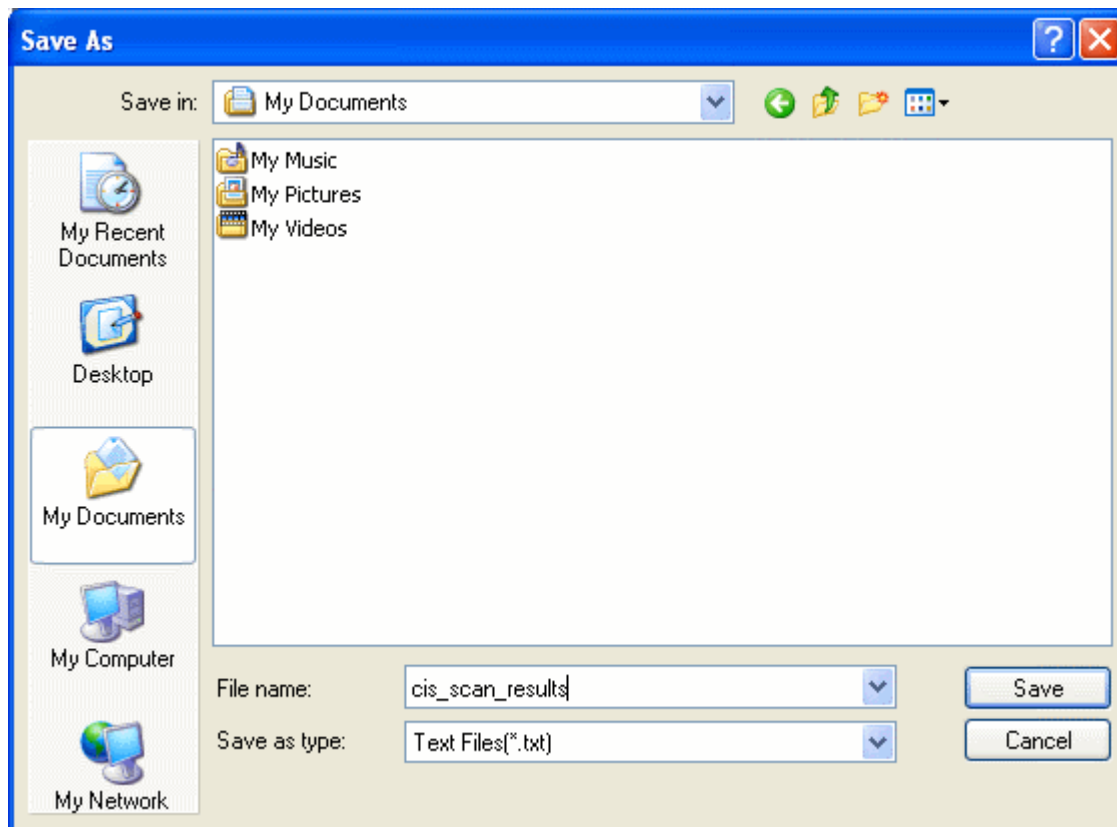 Save As
Save in:
My Documents
My Music
My Pictures
My Videos
My Recent
Documents
Desktop
My Documents
My Computer
My Network
File name:
cis_scan_results
Save
Save as type:
Text Files(*.txt)
Cancel